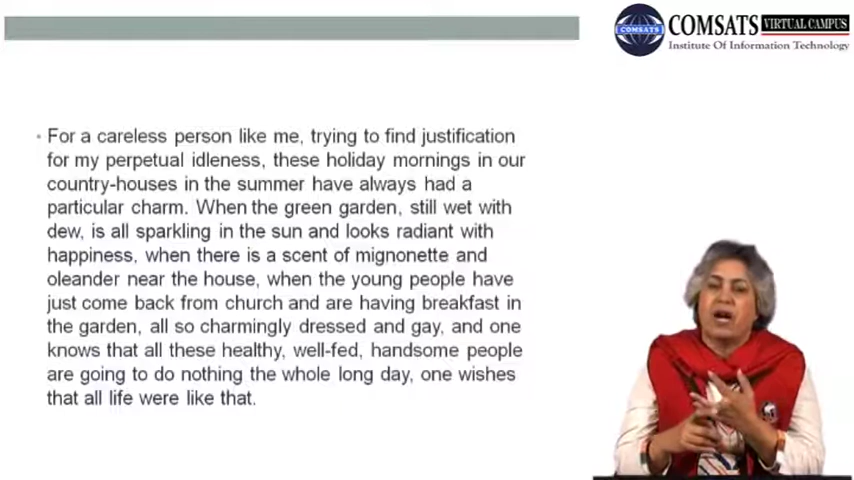 COMSATS
COMSATS VIRTUAL CAMPUS
Institute Of Information Technology
For a careless person like me, trying to find justification
for my perpetual idleness, these holiday mornings in our
country-houses in the summer have always had a
particular charm. When the green garden, still wet with
dew, is all sparkling in the sun and looks radiant with
happiness, when there is a scent of mignonette and
oleander near the house, when the young people have
just come back from church and are having breakfast in
the garden, all so charmingly dressed and gay, and one
knows that all these healthy, well-fed, handsome people
are going to do nothing the whole long day, one wishes
that all life were like that.